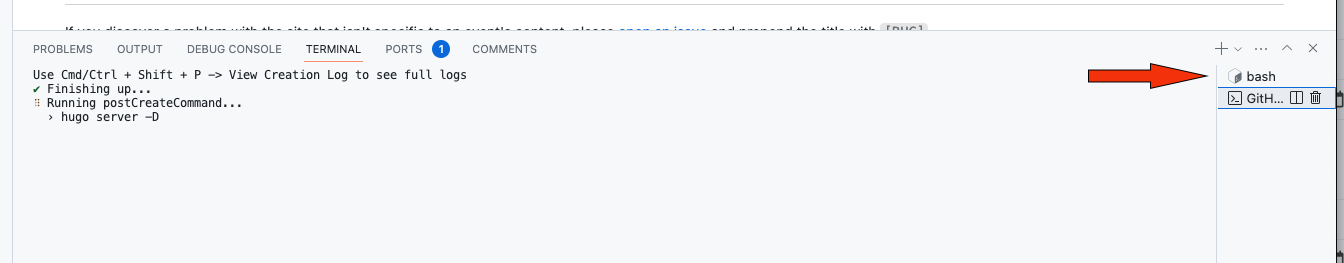 If you discover a problem with the site that isn't specific to an event's content, please open an issue and prepend the title with [BUG]
PROBLEMS OUTPUT DEBUG CONSOLE TERMINAL PORTS 1 COMMENTS
Use Cmd/Ctrl + Shift + P -> View Creation Log to see full logs
✔ Finishing up...
⠿ Running postCreateCommand...
› hugo server -D
bash
GitH...